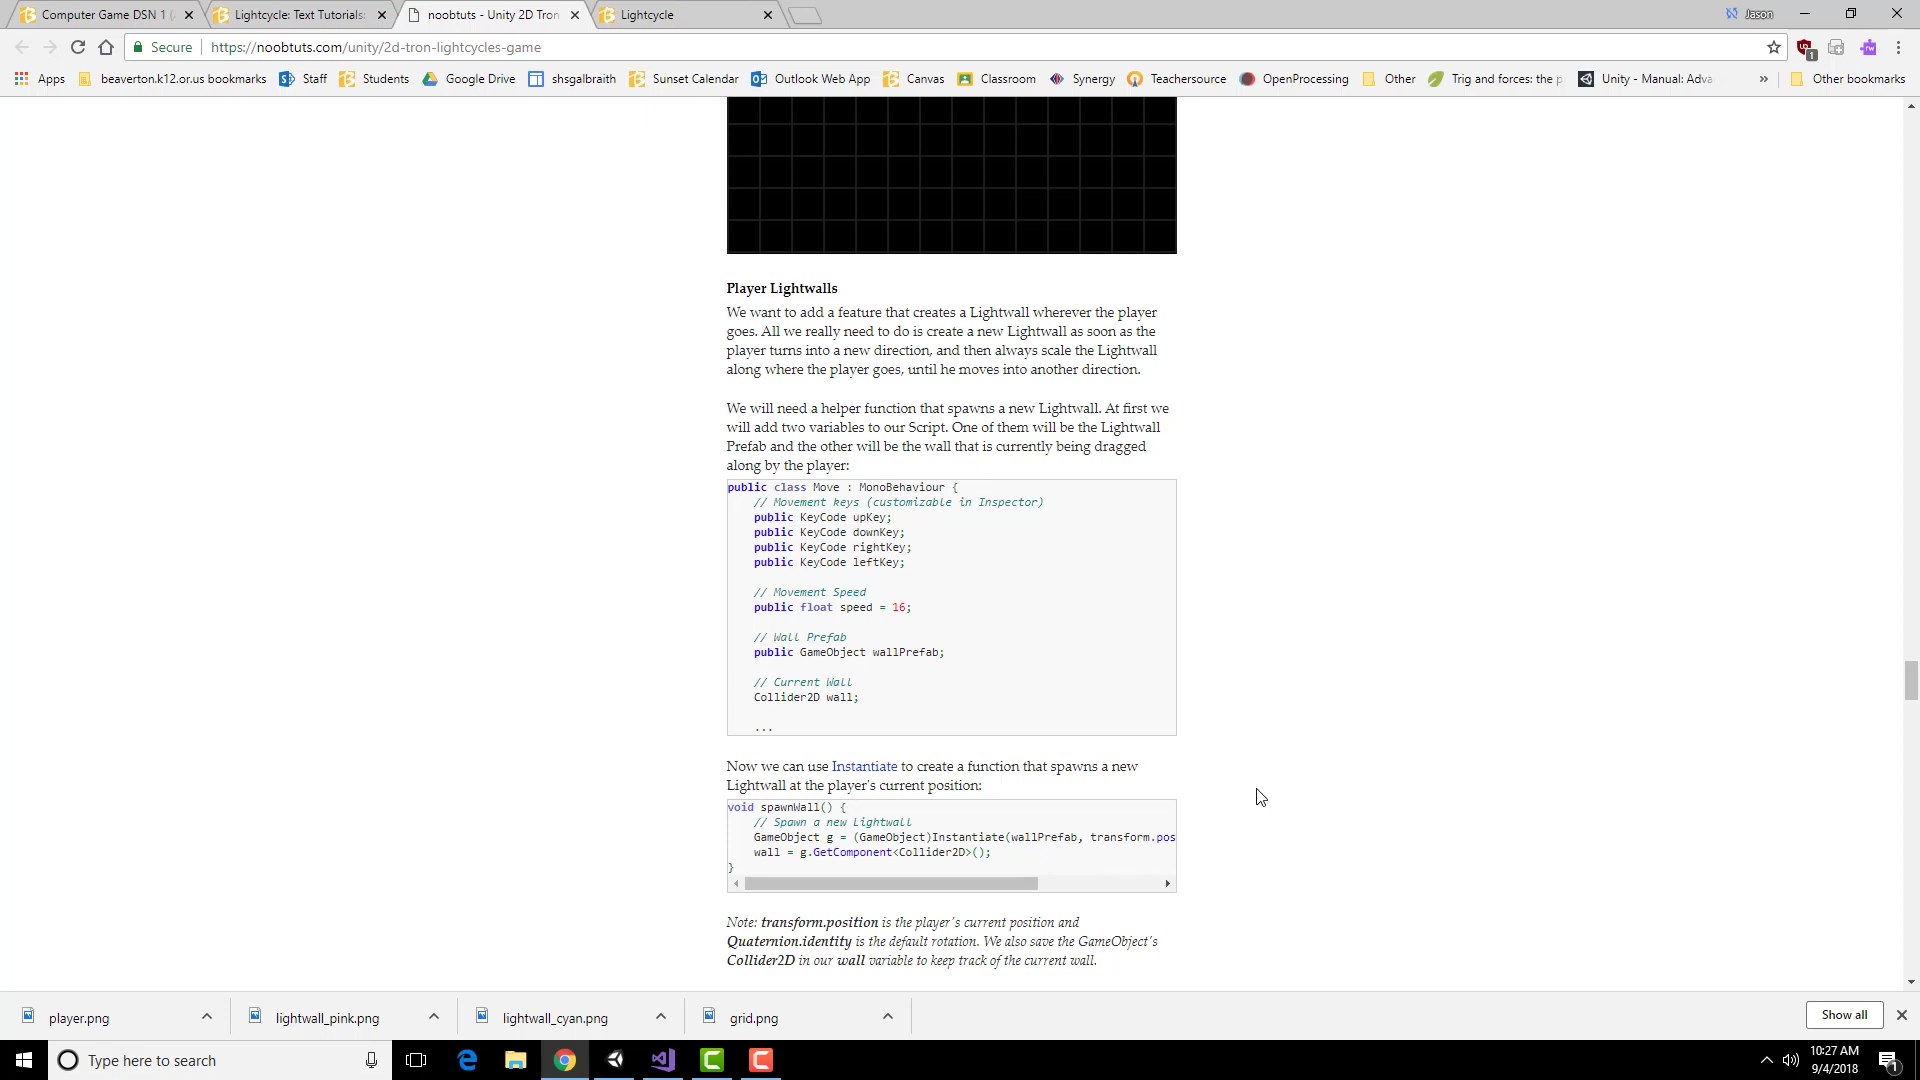 Computer Game DSN 1 (
Lightcycle: Text Tutorials:
noobtuts - Unity 2D Tron
Lightcycle
Jason
Secure
https://noobtuts.com/unity/2d-tron-lightcycles-game
1
Apps
beaverton.k12.or.us bookmarks
Staff
Students
Google Drive
shsgalbraith
Sunset Calendar
Outlook Web App
Canvas
Classroom
Synergy
Teachersource
OpenProcessing
Other
Trig and forces: the p
Unity - Manual: Adva
»
Other bookmarks
Player Lightwalls
We want to add a feature that creates a Lightwall wherever the player
goes. All we really need to do is create a new Lightwall as soon as the
player turns into a new direction, and then always scale the Lightwall
along where the player goes, until he moves into another direction.
We will need a helper function that spawns a new Lightwall. At first we
will add two variables to our Script. One of them will be the Lightwall
Prefab and the other will be the wall that is currently being dragged
along by the player:
public class Move : MonoBehaviour {
// Movement keys (customizable in Inspector)
public KeyCode upKey;
public KeyCode downKey;
public KeyCode rightKey;
public KeyCode leftKey;
// Movement Speed
public float speed = 16;
// Wall Prefab
public GameObject wallPrefab;
// Current Wall
Collider2D wall;
...
Now we can use Instantiate to create a function that spawns a new
Lightwall at the player's current position:
void spawnWall() {
// Spawn a new Lightwall
GameObject g = (GameObject)Instantiate(wallPrefab, transform.pos
wall = g.GetComponent<Collider2D>();
}
Note: transform.position is the player's current position and
Quaternion.identity is the default rotation. We also save the GameObject's
Collider2D in our wall variable to keep track of the current wall.
player.png
lightwall_pink.png
lightwall_cyan.png
grid.png
Show all
Type here to search
10:27 AM
9/4/2018
1